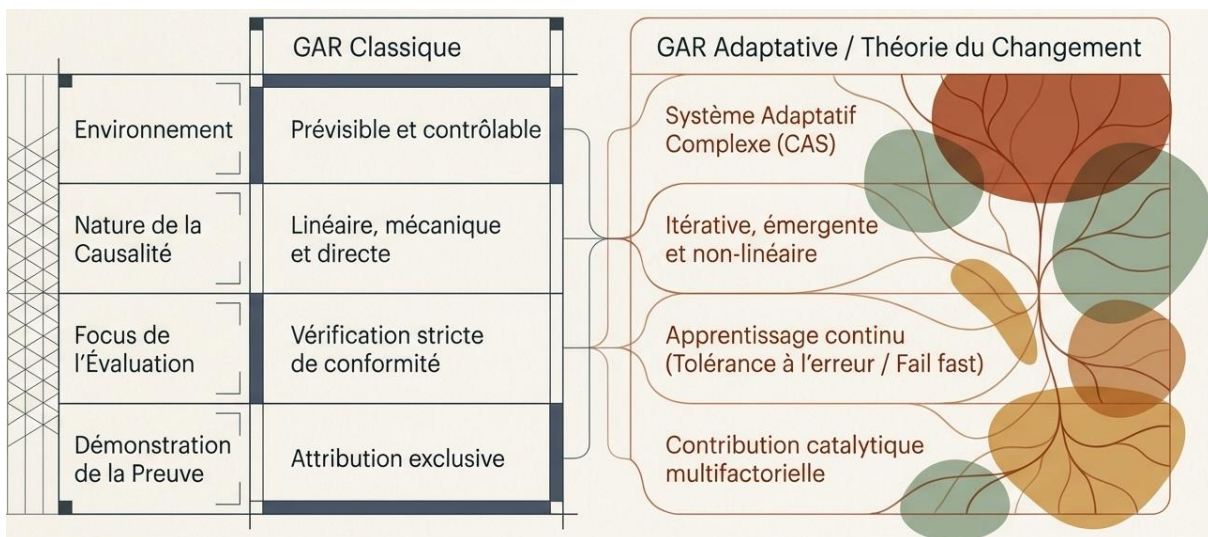 GAR Classique
GAR Adaptative / Théorie du Changement
Environnement
Prévisible et contrôlable
Système Adaptatif
Complexe (CAS)
Nature de la
Causalité
Linéaire, mécanique
et directe
Itérative, émergente
et non-linéaire
Focus de
l'Évaluation
Vérification stricte
de conformité
Apprentissage continu
(Tolérance à l'erreur / Fail fast)
Démonstration
de la Preuve
Attribution exclusive
Contribution catalytique
multifactorielle